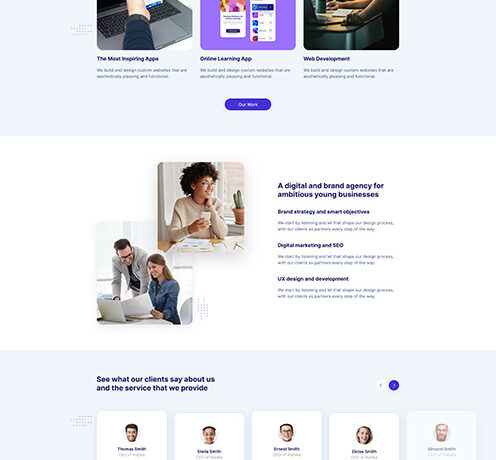 The Most Inspiring Apps
We build and design custom websites that are
aesthetically pleasing and functional.
Online Learning App
We build and design custom websites that are
aesthetically pleasing and functional.
Web Development
We build and design custom websites that are
aesthetically pleasing and functional.
Our Work
A digital and brand agency for
ambitious young businesses
Brand strategy and smart objectives
We start by listening and let that shape our design process,
with our clients as partners every step of the way.
Digital marketing and SEO
We start by listening and let that shape our design process,
with our clients as partners every step of the way.
UX design and development
We start by listening and let that shape our design process,
with our clients as partners every step of the way.
See what our clients say about us
and the service that we provide
Thomas Smith
CEO of Rubika
Stella Smith
CEO of Rubika
Ernest Smith
CEO of Rubika
Eloise Smith
CEO of Rubika
Vincent Smith
CEO of Rubika